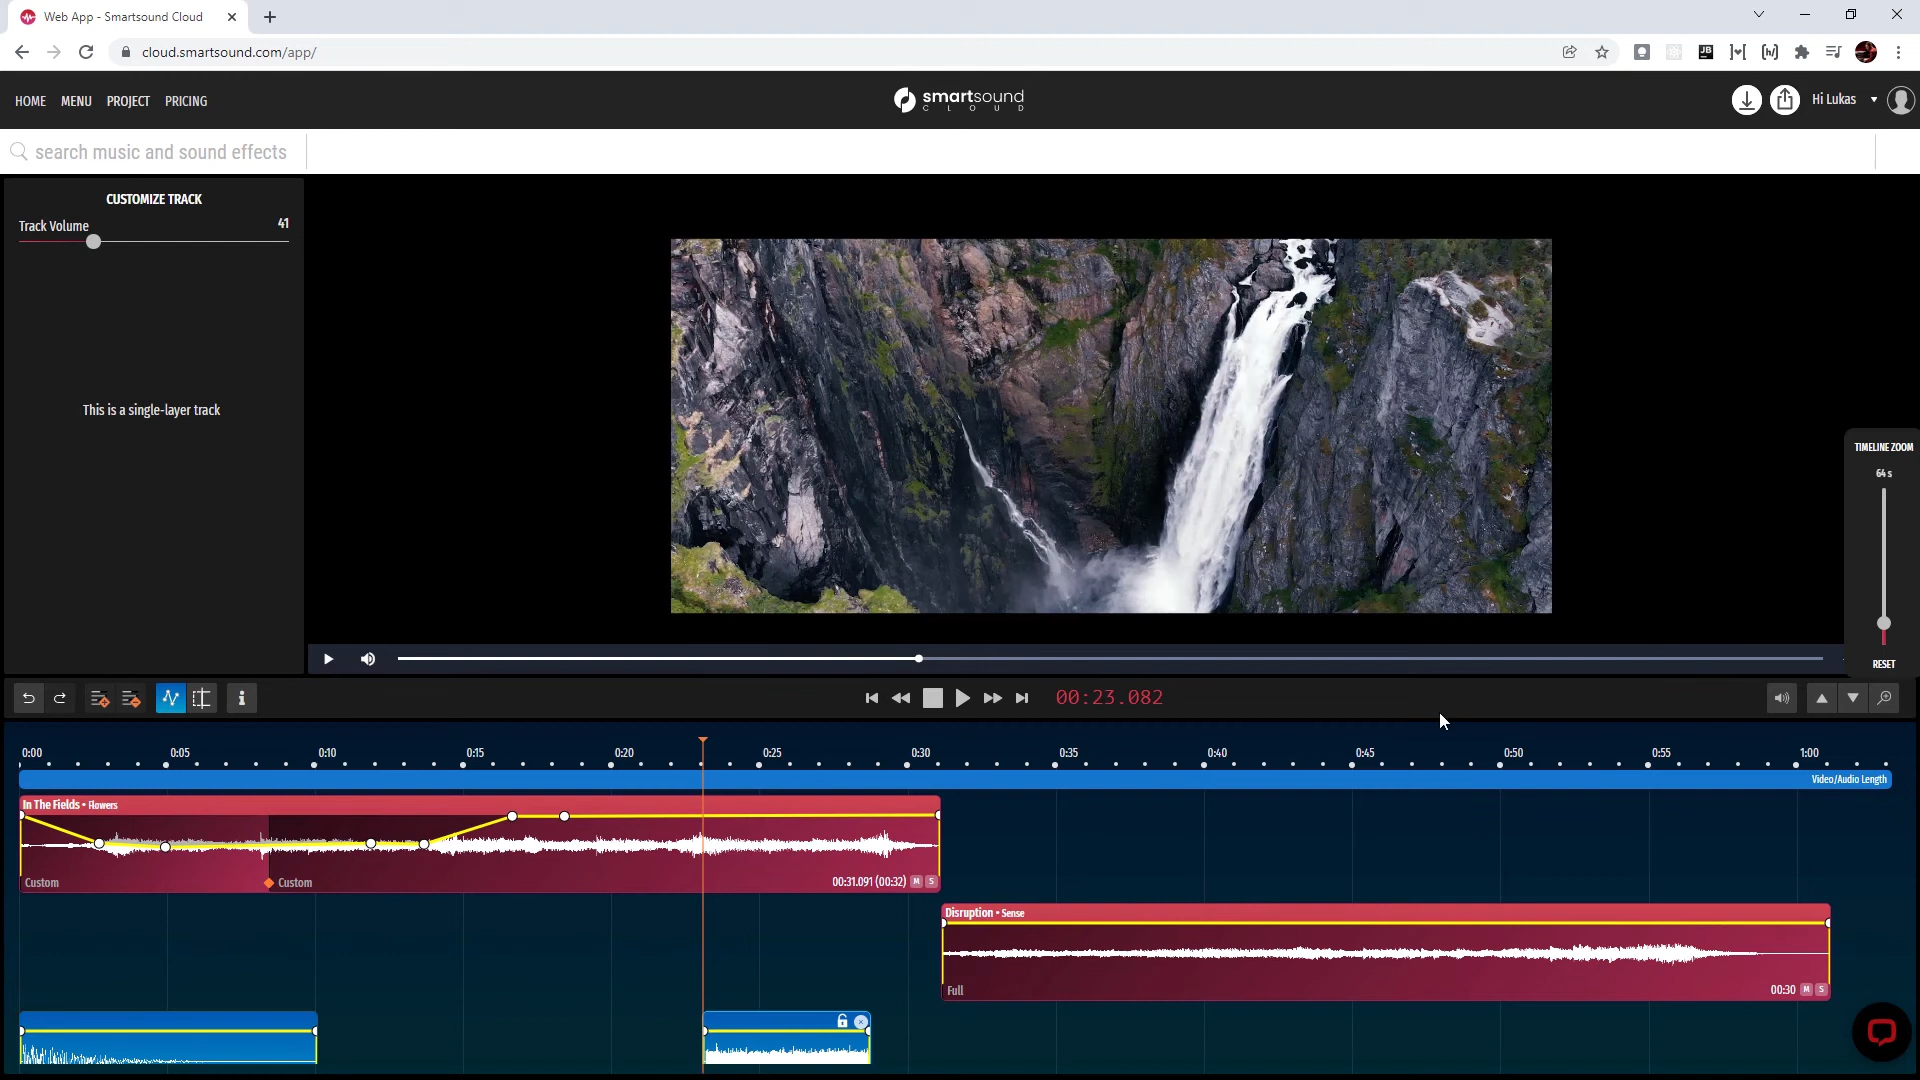 Web App - Smartsound Cloud
cloud.smartsound.com/app/
JB
[h/]
HOME MENU PROJECT PRICING
smartsound
CLOUD
Hi Lukas
search music and sound effects
CUSTOMIZE TRACK
Track Volume 41
This is a single-layer track
TIMELINE ZOOM
64 s
RESET
00:23.082
0:00 0:05 0:10 0:15 0:20 0:25 0:30 0:35 0:40 0:45 0:50 0:55 1:00
Video/Audio Length
In The Fields • Flowers
Custom Custom 00:31.091 (00:32) M S
Disruption • Sense
Full 00:30 M S